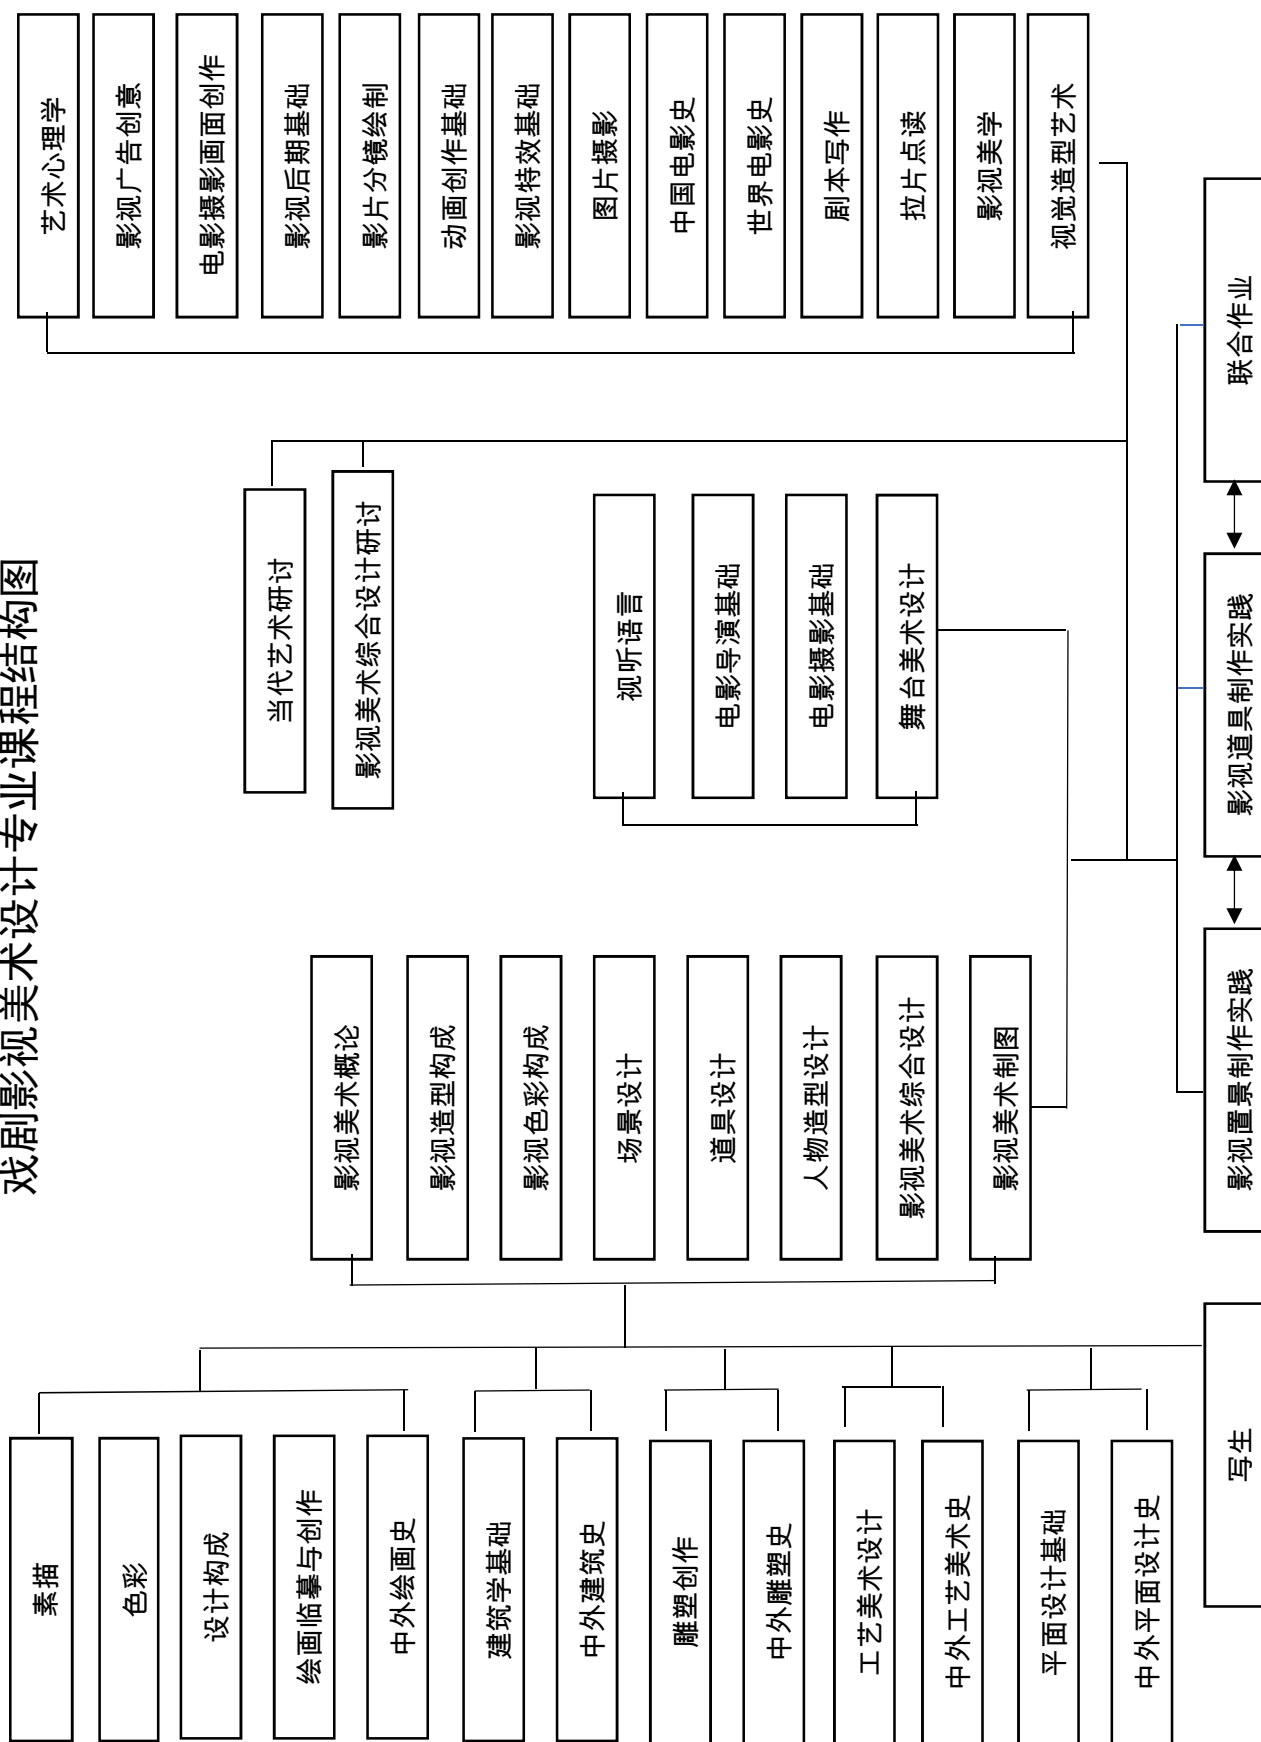 戏剧影视美术设计专业课程结构图
素描
色彩
设计构成
绘画临摹与创作
中外绘画史
建筑学基础
中外建筑史
雕塑创作
中外雕塑史
工艺美术设计
中外工艺美术史
平面设计基础
中外平面设计史
写生
影视美术概论
影视造型构成
影视色彩构成
场景设计
道具设计
人物造型设计
影视美术综合设计
影视美术制图
影视置景制作实践
当代艺术研讨
影视美术综合设计研讨
视听语言
电影导演基础
电影摄影基础
舞台美术设计
影视道具制作实践
艺术心理学
影视广告创意
电影摄影画面创作
影视后期基础
影片分镜绘制
动画创作基础
影视特效基础
图片摄影
中国电影史
世界电影史
剧本写作
拉片点读
影视美学
视觉造型艺术
联合作业